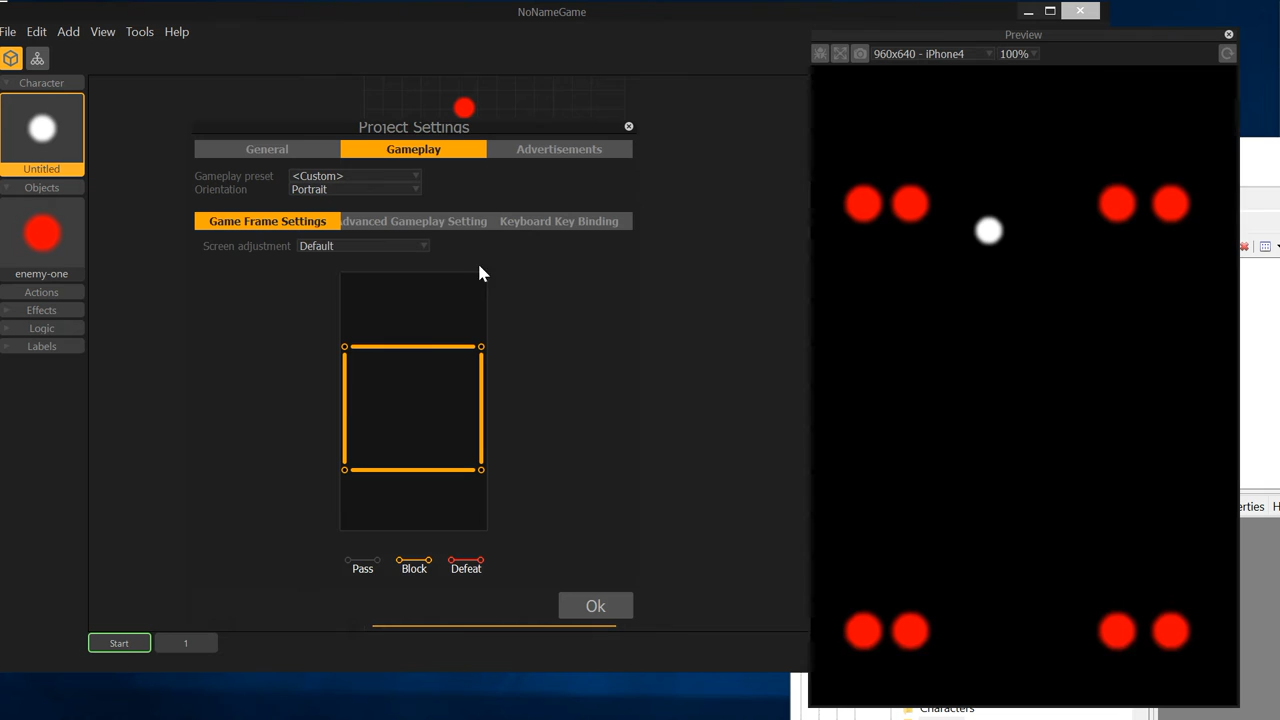 NoNameGame
File Edit Add View Tools Help
Preview
960x640 - iPhone4 100%
Character
Untitled
Objects
enemy-one
Actions
Effects
Logic
Labels
Project Settings
General Gameplay Advertisements
Gameplay preset <Custom>
Orientation Portrait
Game Frame Settings dvanced Gameplay Setting Keyboard Key Binding
Screen adjustment Default
Pass Block Defeat
Ok
Start 1
erties H
Characters